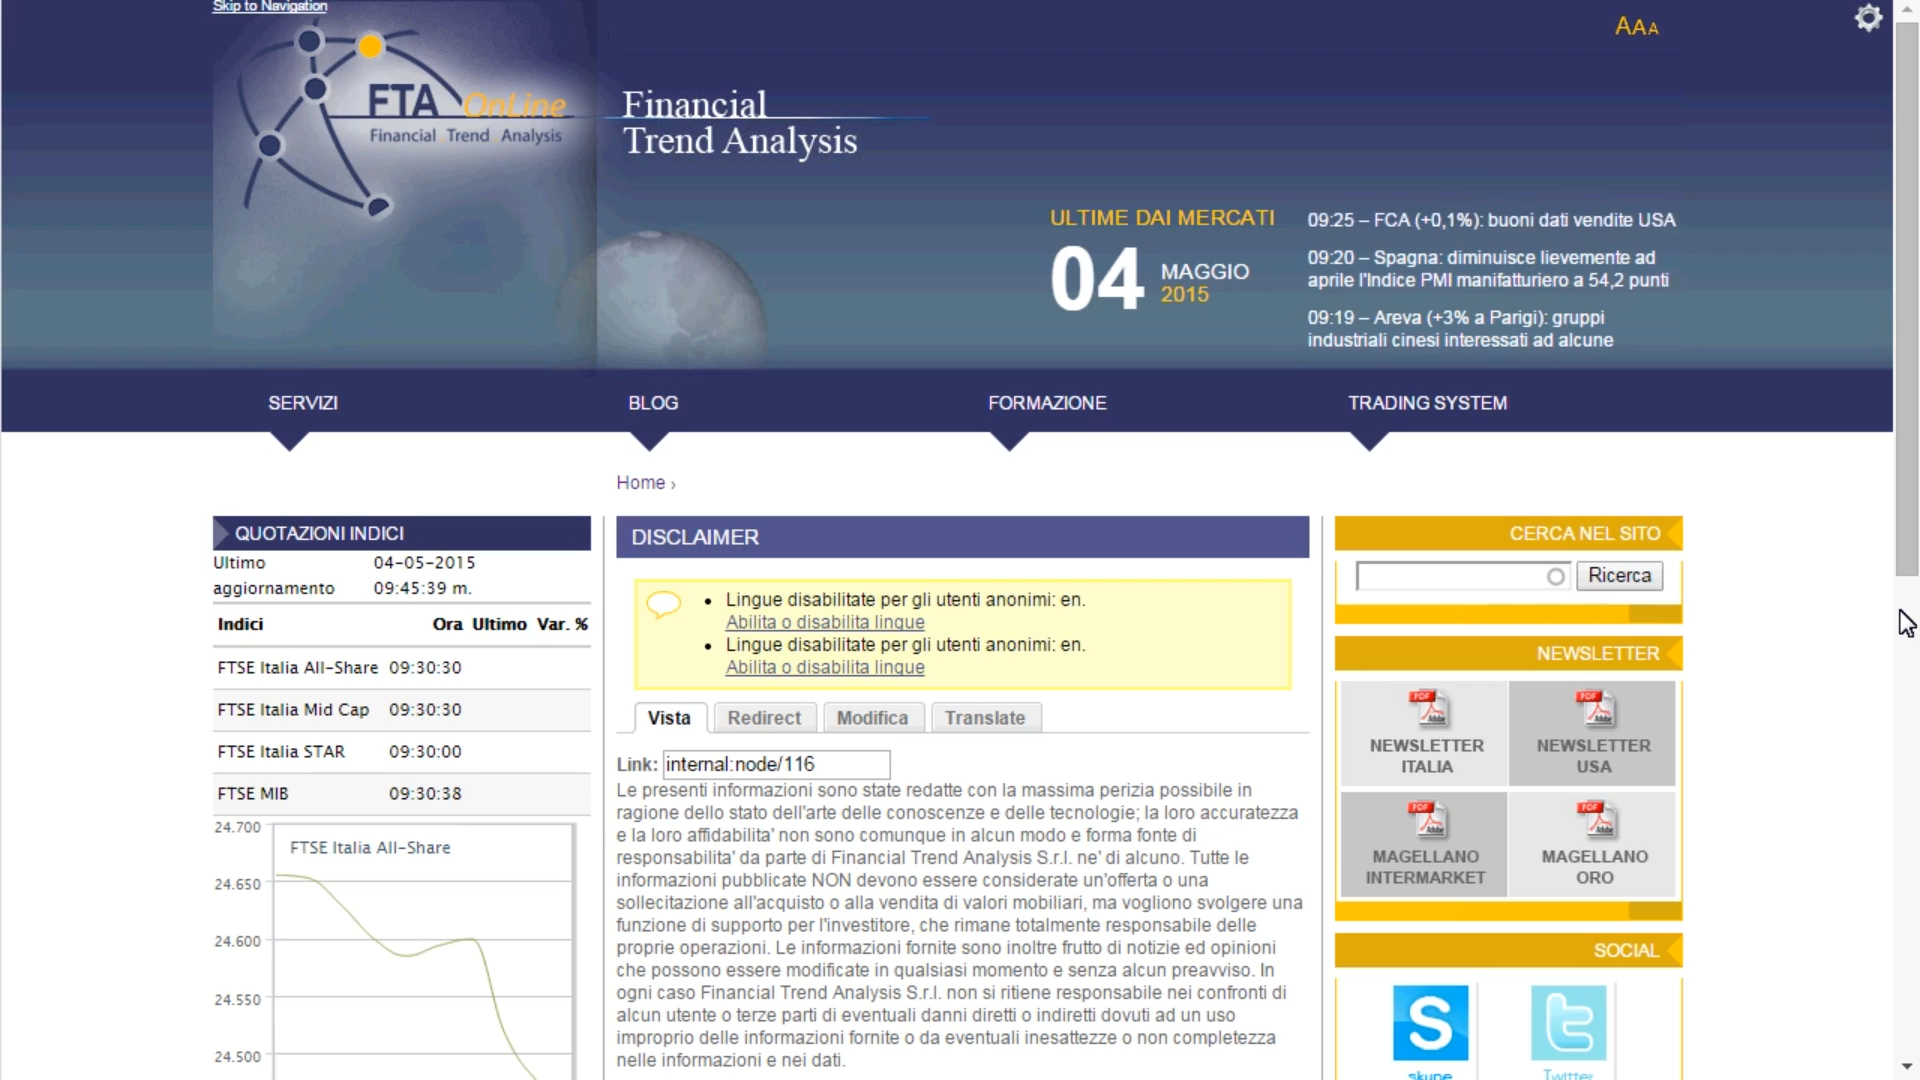 Skip to Navigation
AAA
FTA OnLine
Financial Trend Analysis
Financial
Trend Analysis
ULTIME DAI MERCATI
04 MAGGIO
2015
09:25 – FCA (+0,1%): buoni dati vendite USA
09:20 – Spagna: diminuisce lievemente ad
aprile l'Indice PMI manifatturiero a 54,2 punti
09:19 – Areva (+3% a Parigi): gruppi
industriali cinesi interessati ad alcune
SERVIZI BLOG FORMAZIONE TRADING SYSTEM
Home ›
QUOTAZIONI INDICI
Ultimo 04-05-2015
aggiornamento 09:45:39 m.
Indici Ora Ultimo Var. %
FTSE Italia All-Share 09:30:30
FTSE Italia Mid Cap 09:30:30
FTSE Italia STAR 09:30:00
FTSE MIB 09:30:38
24.700
FTSE Italia All-Share
24.650
24.600
24.550
24.500
DISCLAIMER
• Lingue disabilitate per gli utenti anonimi: en.
Abilita o disabilita lingue
• Lingue disabilitate per gli utenti anonimi: en.
Abilita o disabilita lingue
Vista Redirect Modifica Translate
Link: internal:node/116
Le presenti informazioni sono state redatte con la massima perizia possibile in
ragione dello stato dell'arte delle conoscenze e delle tecnologie; la loro accuratezza
e la loro affidabilita' non sono comunque in alcun modo e forma fonte di
responsabilita' da parte di Financial Trend Analysis S.r.l. ne' di alcuno. Tutte le
informazioni pubblicate NON devono essere considerate un'offerta o una
sollecitazione all'acquisto o alla vendita di valori mobiliari, ma vogliono svolgere una
funzione di supporto per l'investitore, che rimane totalmente responsabile delle
proprie operazioni. Le informazioni fornite sono inoltre frutto di notizie ed opinioni
che possono essere modificate in qualsiasi momento e senza alcun preavviso. In
ogni caso Financial Trend Analysis S.r.l. non si ritiene responsabile nei confronti di
alcun utente o terze parti di eventuali danni diretti o indiretti dovuti ad un uso
improprio delle informazioni fornite o da eventuali inesattezze o non completezza
nelle informazioni e nei dati.
CERCA NEL SITO
Ricerca
NEWSLETTER
NEWSLETTER
ITALIA
NEWSLETTER
USA
MAGELLANO
INTERMARKET
MAGELLANO
ORO
SOCIAL
skype Twitter